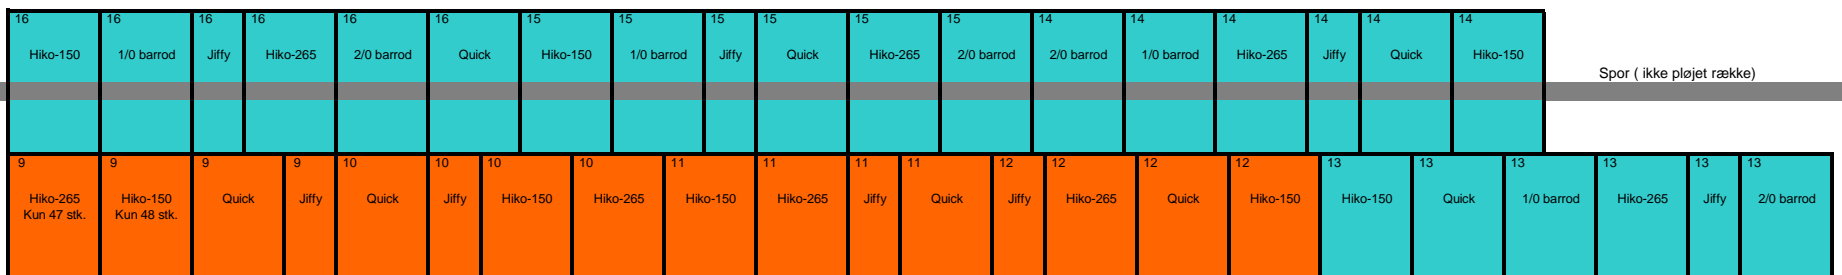 16 16 16 16 16 16 15 15 15 15 15 15 14 14 14 14 14 14
Hiko-150 1/0 barrod Jiffy Hiko-265 2/0 barrod Quick Hiko-150 1/0 barrod Jiffy Quick Hiko-265 2/0 barrod 2/0 barrod 1/0 barrod Hiko-265 Jiffy Quick Hiko-150
Spor ( ikke pløjet række)
9 9 9 9 10 10 10 10 11 11 11 11 12 12 12 12 13 13 13 13 13 13
Hiko-265 Hiko-150 Quick Jiffy Quick Jiffy Hiko-150 Hiko-265 Hiko-150 Hiko-265 Jiffy Quick Jiffy Hiko-265 Quick Hiko-150 Hiko-150 Quick 1/0 barrod Hiko-265 Jiffy 2/0 barrod
Kun 47 stk. Kun 48 stk.